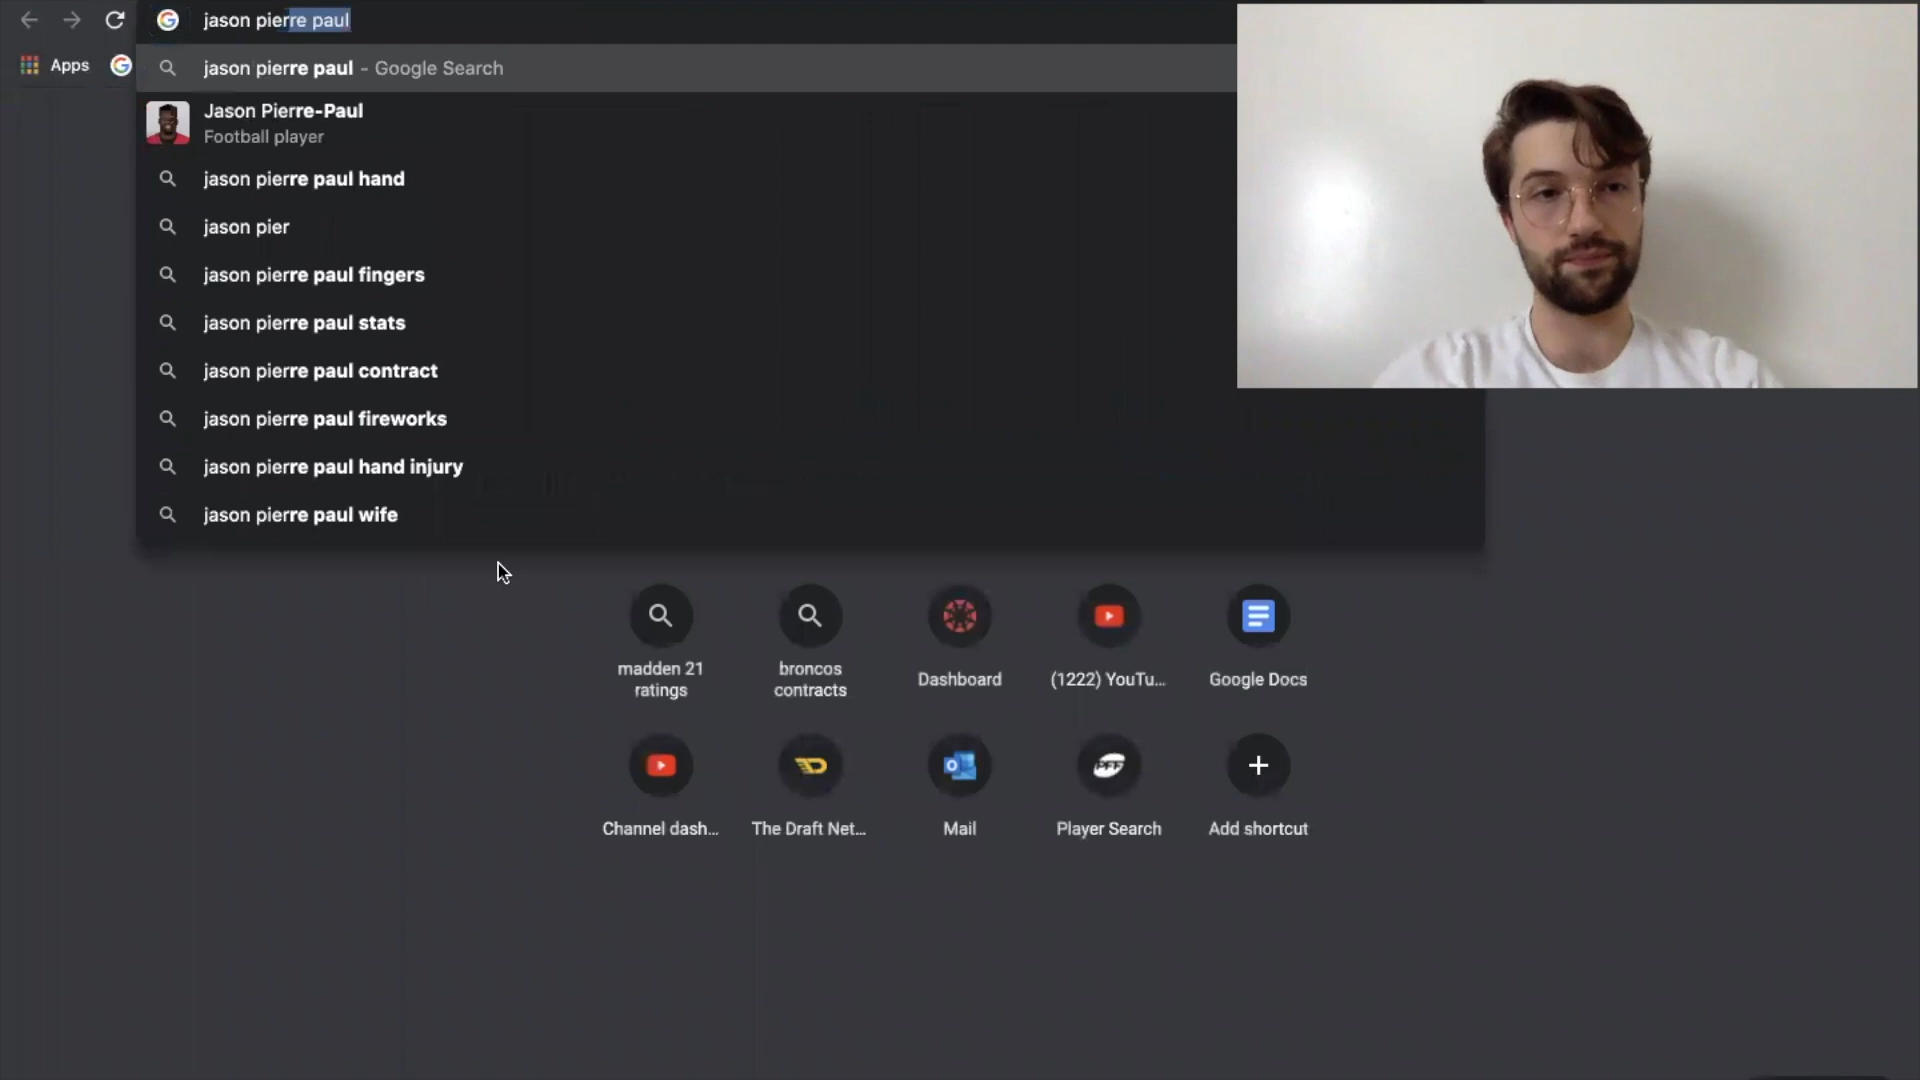 jason pierre paul
Apps
jason pierre paul - Google Search
Jason Pierre-Paul
Football player
jason pierre paul hand
jason pier
jason pierre paul fingers
jason pierre paul stats
jason pierre paul contract
jason pierre paul fireworks
jason pierre paul hand injury
jason pierre paul wife
madden 21
ratings
broncos
contracts
Dashboard
(1222) YouTu...
Google Docs
PFF
Channel dash...
The Draft Net...
Mail
Player Search
Add shortcut